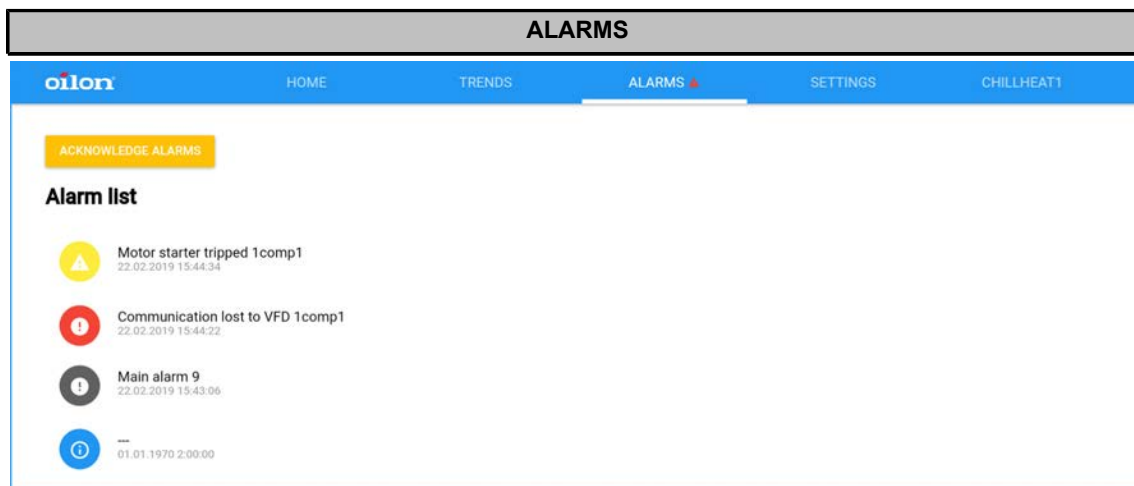 ALARMS
oilon
HOME
TRENDS
ALARMS
SETTINGS
CHILLHEAT1
ACKNOWLEDGE ALARMS
Alarm list
Motor starter tripped 1comp1
22.02.2019 15:44:34
Communication lost to VFD 1comp1
22.02.2019 15:44:22
Main alarm 9
22.02.2019 15:43:06
---
01.01.1970 2:00:00